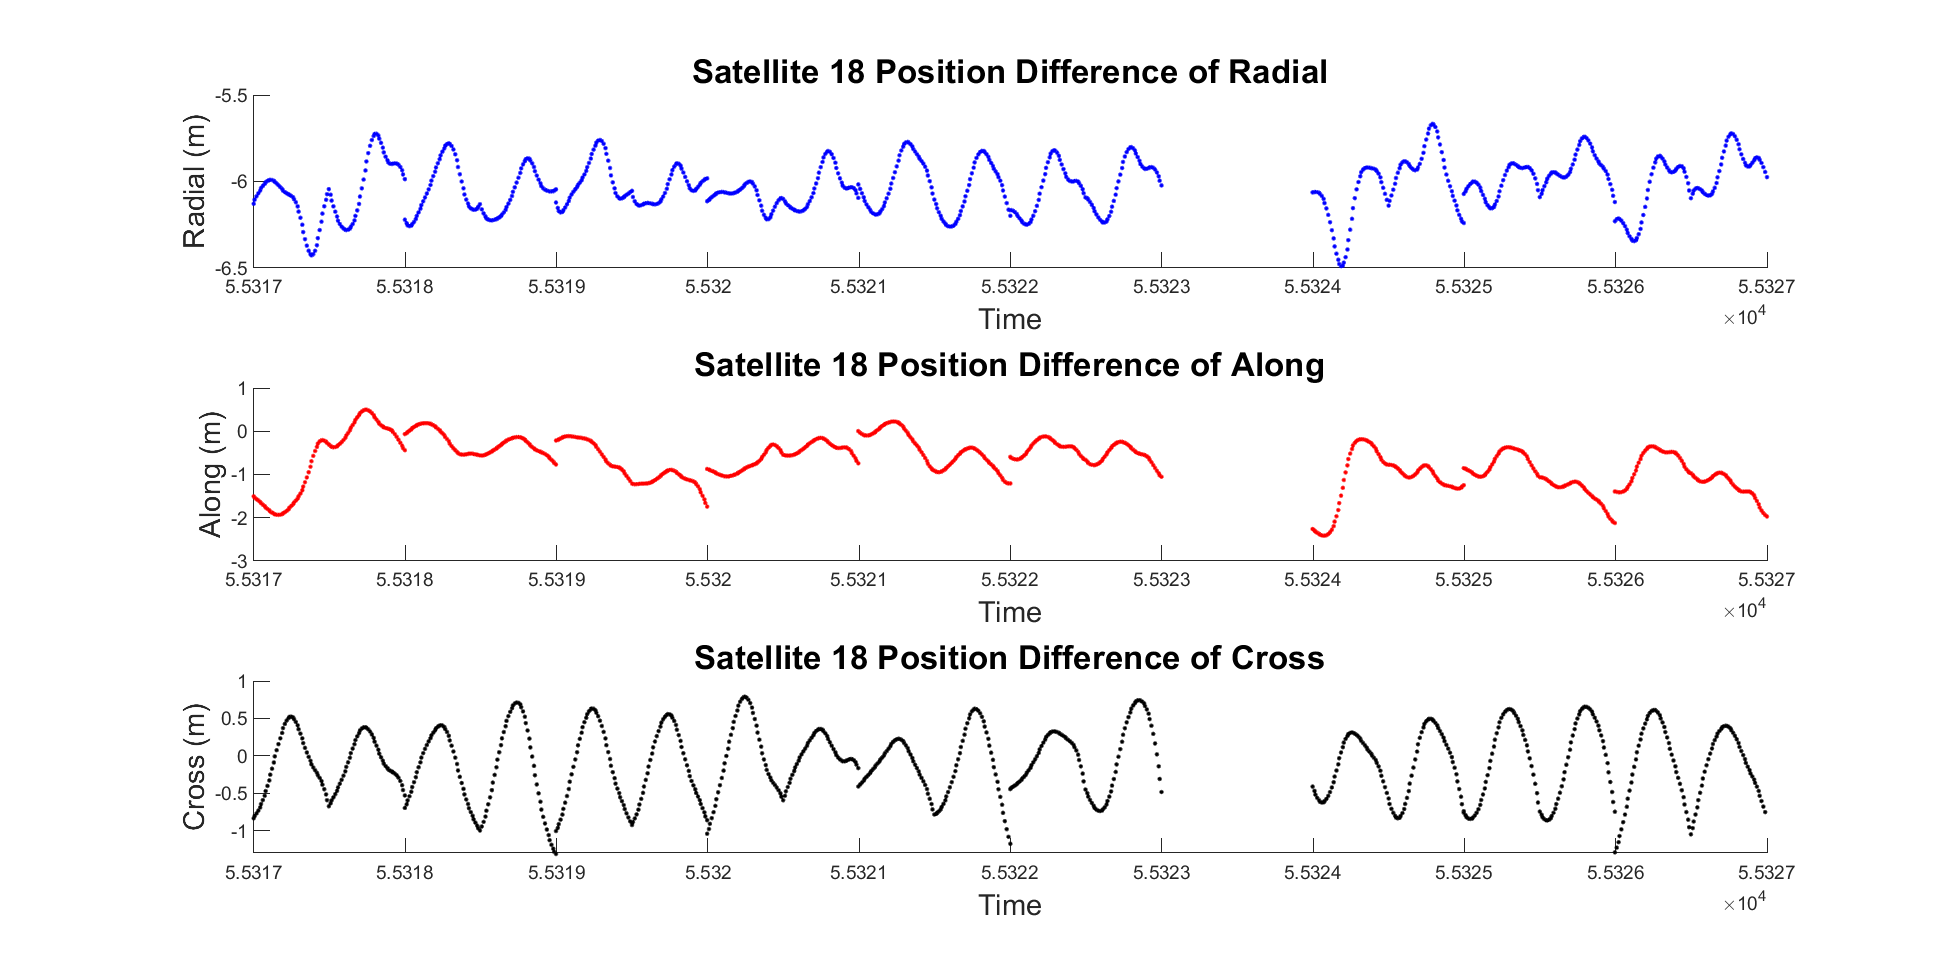 Satellite 18 Position Difference of Radial
-5.5
-6
-6.5
Radial (m)
5.5317 5.5318 5.5319 5.532 5.5321 5.5322 5.5323 5.5324 5.5325 5.5326 5.5327
Time
×10^4
Satellite 18 Position Difference of Along
1
0
-1
-2
-3
Along (m)
5.5317 5.5318 5.5319 5.532 5.5321 5.5322 5.5323 5.5324 5.5325 5.5326 5.5327
Time
×10^4
Satellite 18 Position Difference of Cross
1
0.5
0
-0.5
-1
Cross (m)
5.5317 5.5318 5.5319 5.532 5.5321 5.5322 5.5323 5.5324 5.5325 5.5326 5.5327
Time
×10^4